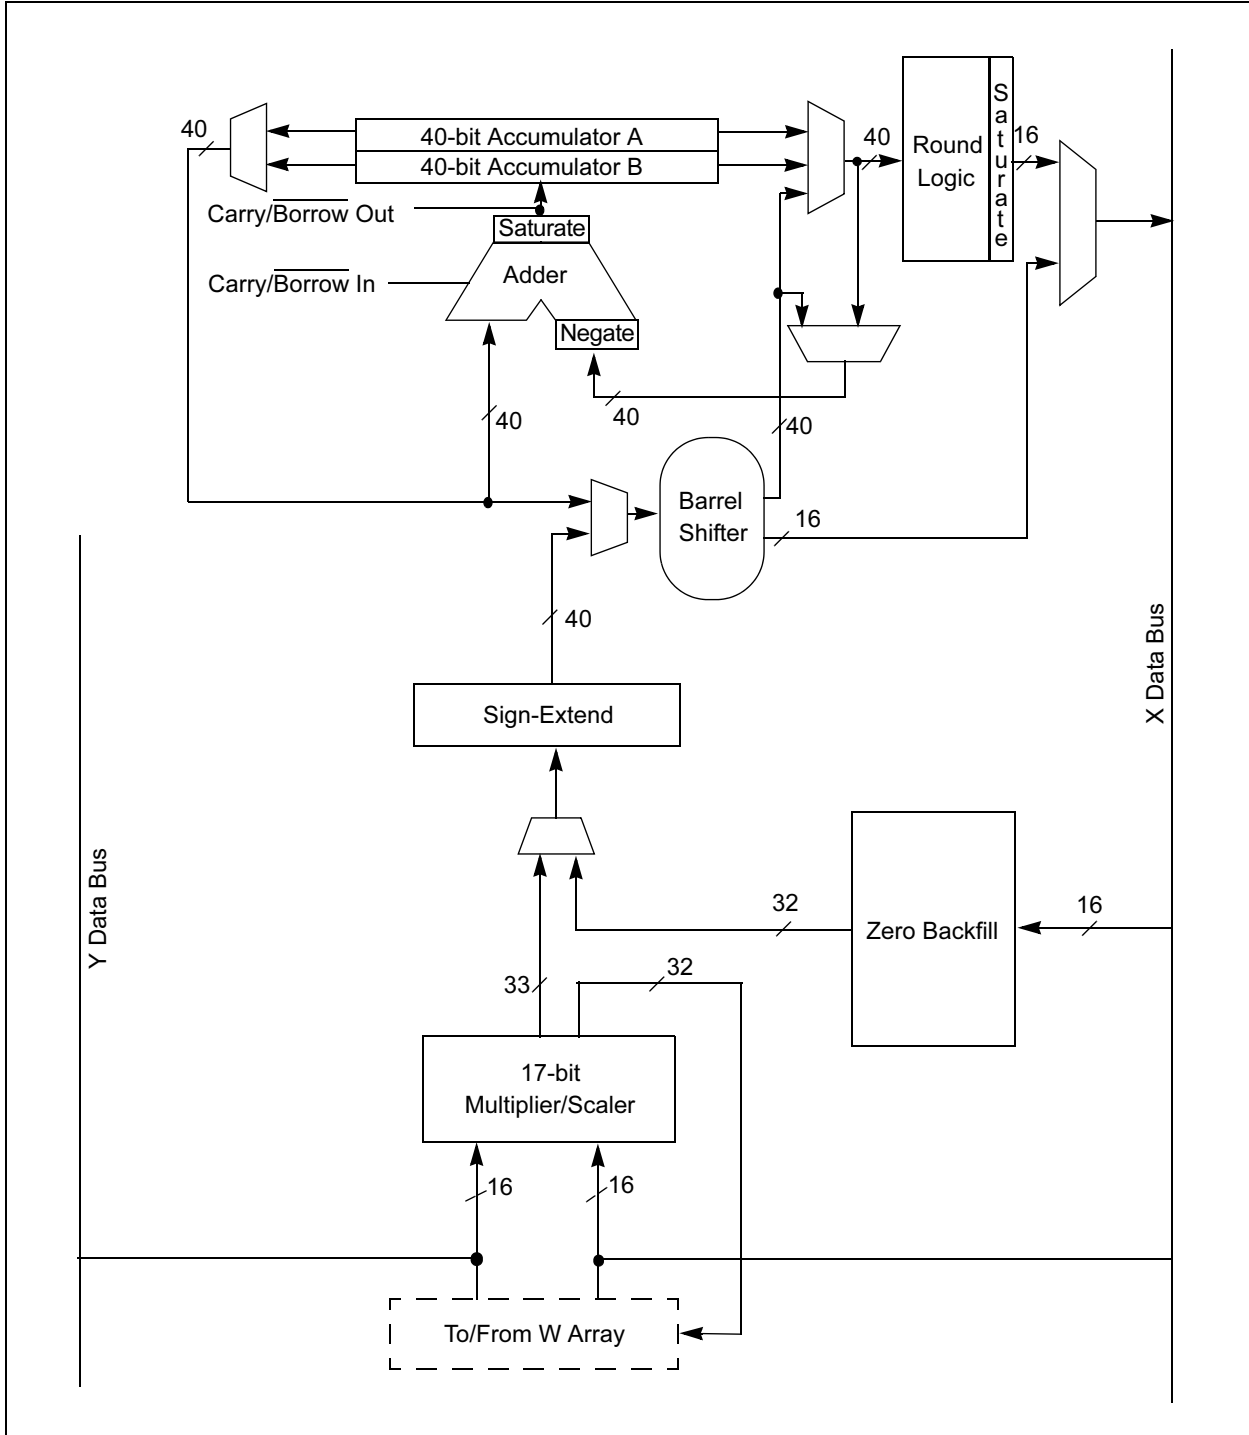 40
40-bit Accumulator A
40-bit Accumulator B
40
Round
Logic
Saturate
16
Carry/Borrow Out
Saturate
Carry/Borrow In
Adder
Negate
40
40
40
Barrel
Shifter
16
40
Sign-Extend
X Data Bus
Y Data Bus
32
Zero Backfill
16
33
32
17-bit
Multiplier/Scaler
16
16
To/From W Array